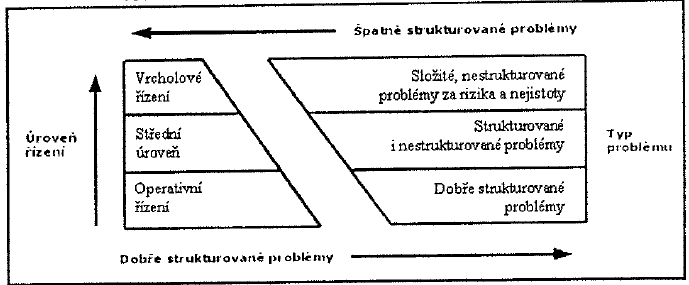 Špatně strukturované problémy
Vrcholové
řízení
Složité, nestrukturované
problémy za rizika a nejistoty
Úroveň
řízení
Střední
úroveň
Strukturované
i nestrukturované problémy
Typ
problému
Operativní
řízení
Dobře strukturované
problémy
Dobře strukturované problémy